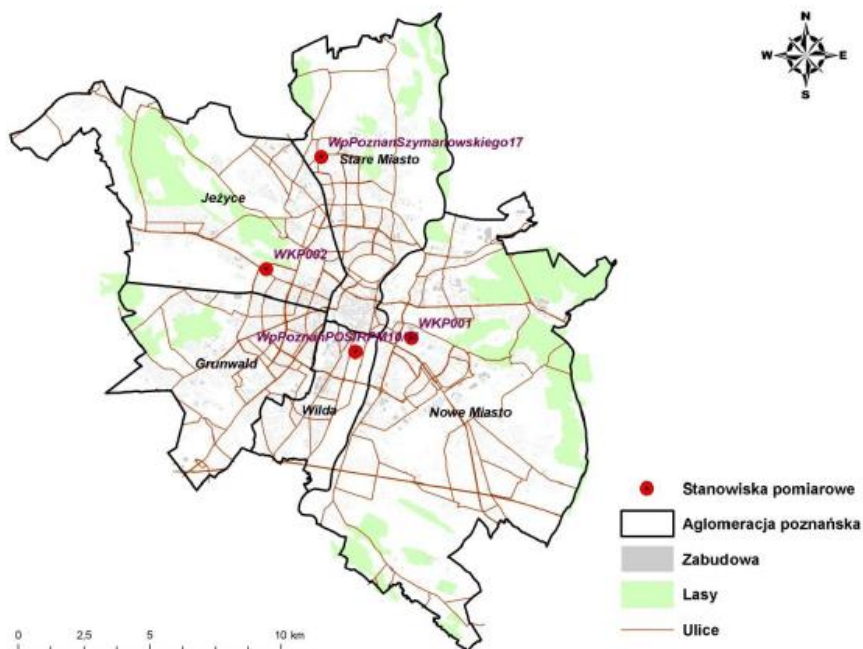 N
W E
S
WpPoznanSzymanowskiego17
Stare Miasto
Jeżyce
WKP002
WKP001
Grunwald
Wilda
Nowe Miasto
Stanowiska pomiarowe
Aglomeracja poznańska
Zabudowa
Lasy
Ulice
0 2,5 5 10 km